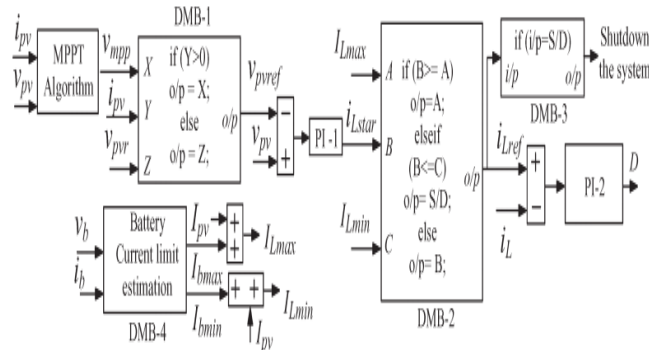 i_pv
v_pv
MPPT
Algorithm
v_mpp
i_pv
v_pvr
DMB-1
X
Y
Z
if (Y>0)
o/p = X;
else
o/p = Z;
o/p
v_pvref
−
+
v_pv
PI -1
i_Lstar
I_Lmax
I_Lmin
A
B
C
if (B>= A)
o/p=A;
elseif
(B<=C)
o/p= S/D;
else
o/p= B;
o/p
DMB-2
if (i/p=S/D)
i/p
o/p
DMB-3
Shutdown
the system
i_Lref
+
−
i_L
PI-2
D
v_b
i_b
Battery
Current limit
estimation
DMB-4
I_pv
I_bmax
I_bmin
+
+
I_Lmax
+ +
I_Lmin
I_pv